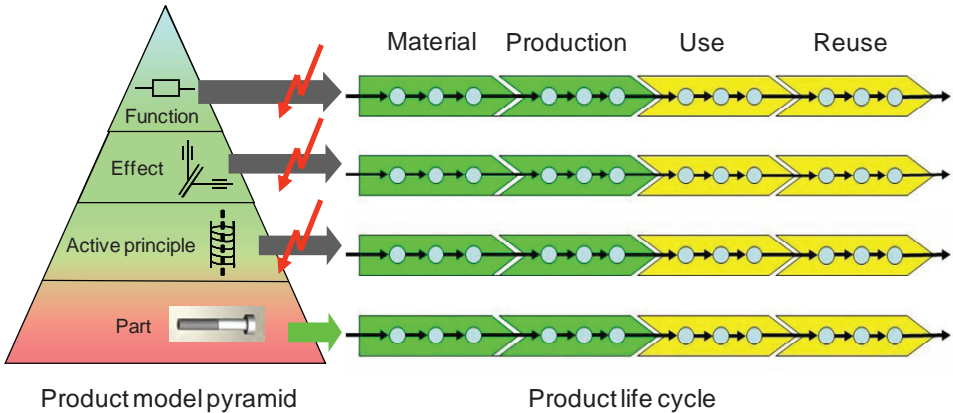 Material Production Use Reuse
Function
Effect
Active principle
Part
Product model pyramid
Product life cycle